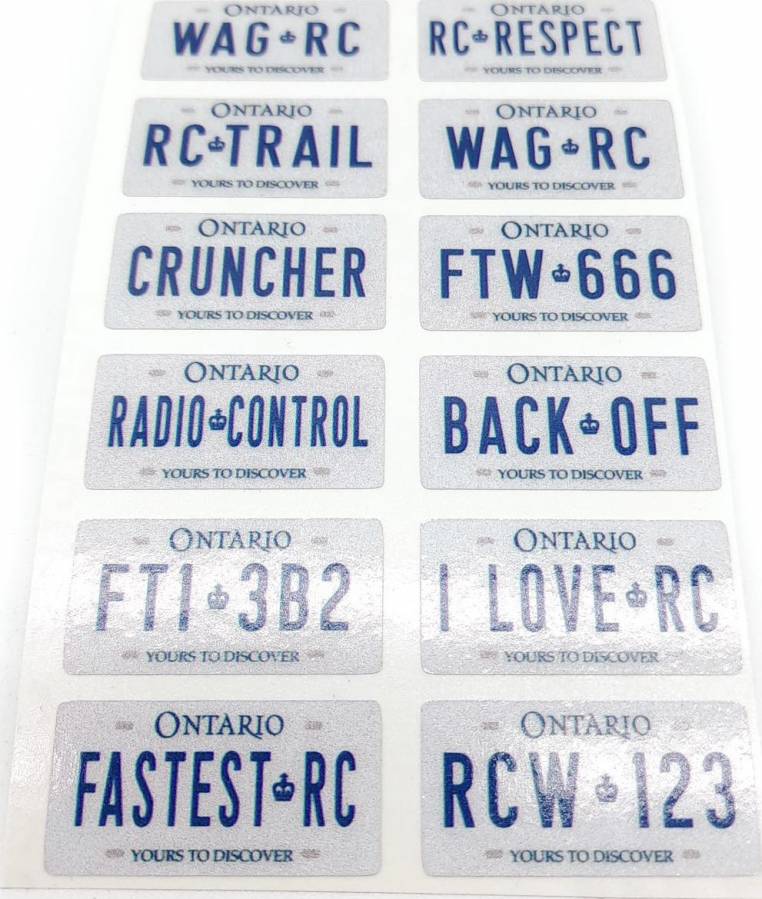 ONTARIO
WAG RC
YOURS TO DISCOVER
ONTARIO
RC RESPECT
YOURS TO DISCOVER
ONTARIO
RC TRAIL
YOURS TO DISCOVER
ONTARIO
WAG RC
YOURS TO DISCOVER
ONTARIO
CRUNCHER
YOURS TO DISCOVER
ONTARIO
FTW 666
YOURS TO DISCOVER
ONTARIO
RADIO CONTROL
YOURS TO DISCOVER
ONTARIO
BACK OFF
YOURS TO DISCOVER
ONTARIO
FT1 3B2
YOURS TO DISCOVER
ONTARIO
I LOVE RC
YOURS TO DISCOVER
ONTARIO
FASTEST RC
YOURS TO DISCOVER
ONTARIO
RCW 123
YOURS TO DISCOVER